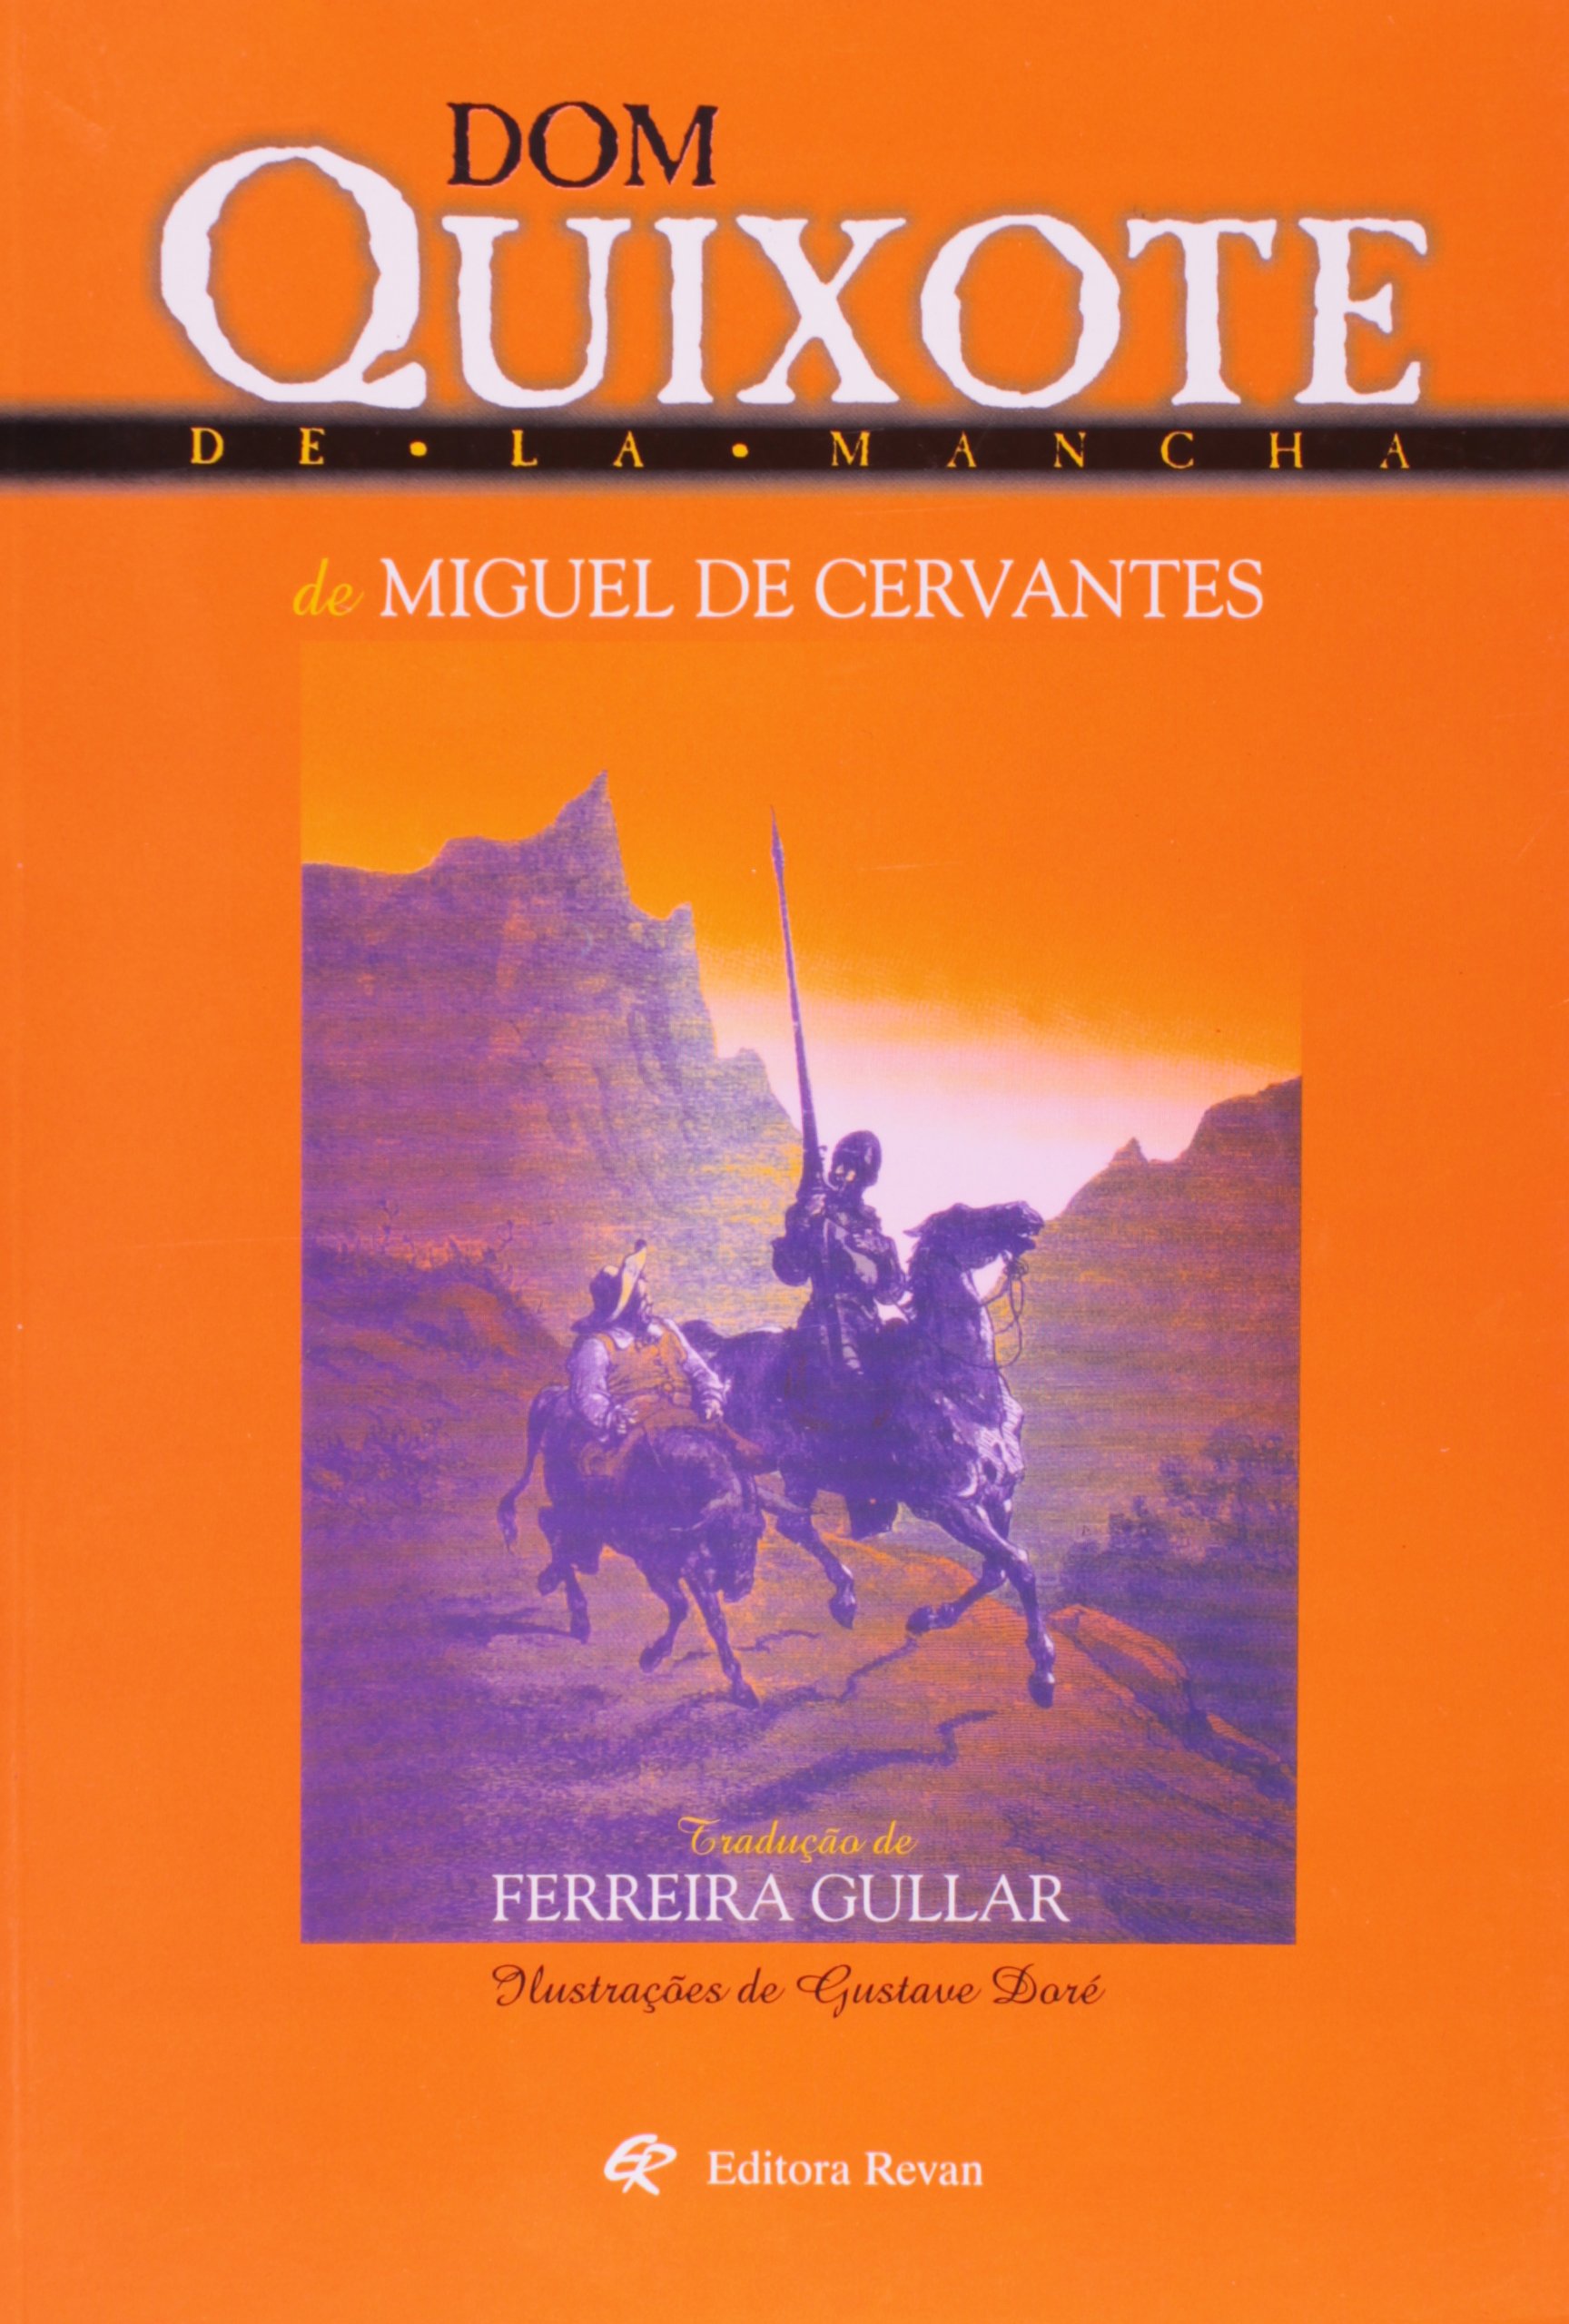 DOM
QUIXOTE
DE • LA • MANCHA
de MIGUEL DE CERVANTES
Tradução de
FERREIRA GULLAR
Ilustrações de Gustave Doré
ER Editora Revan